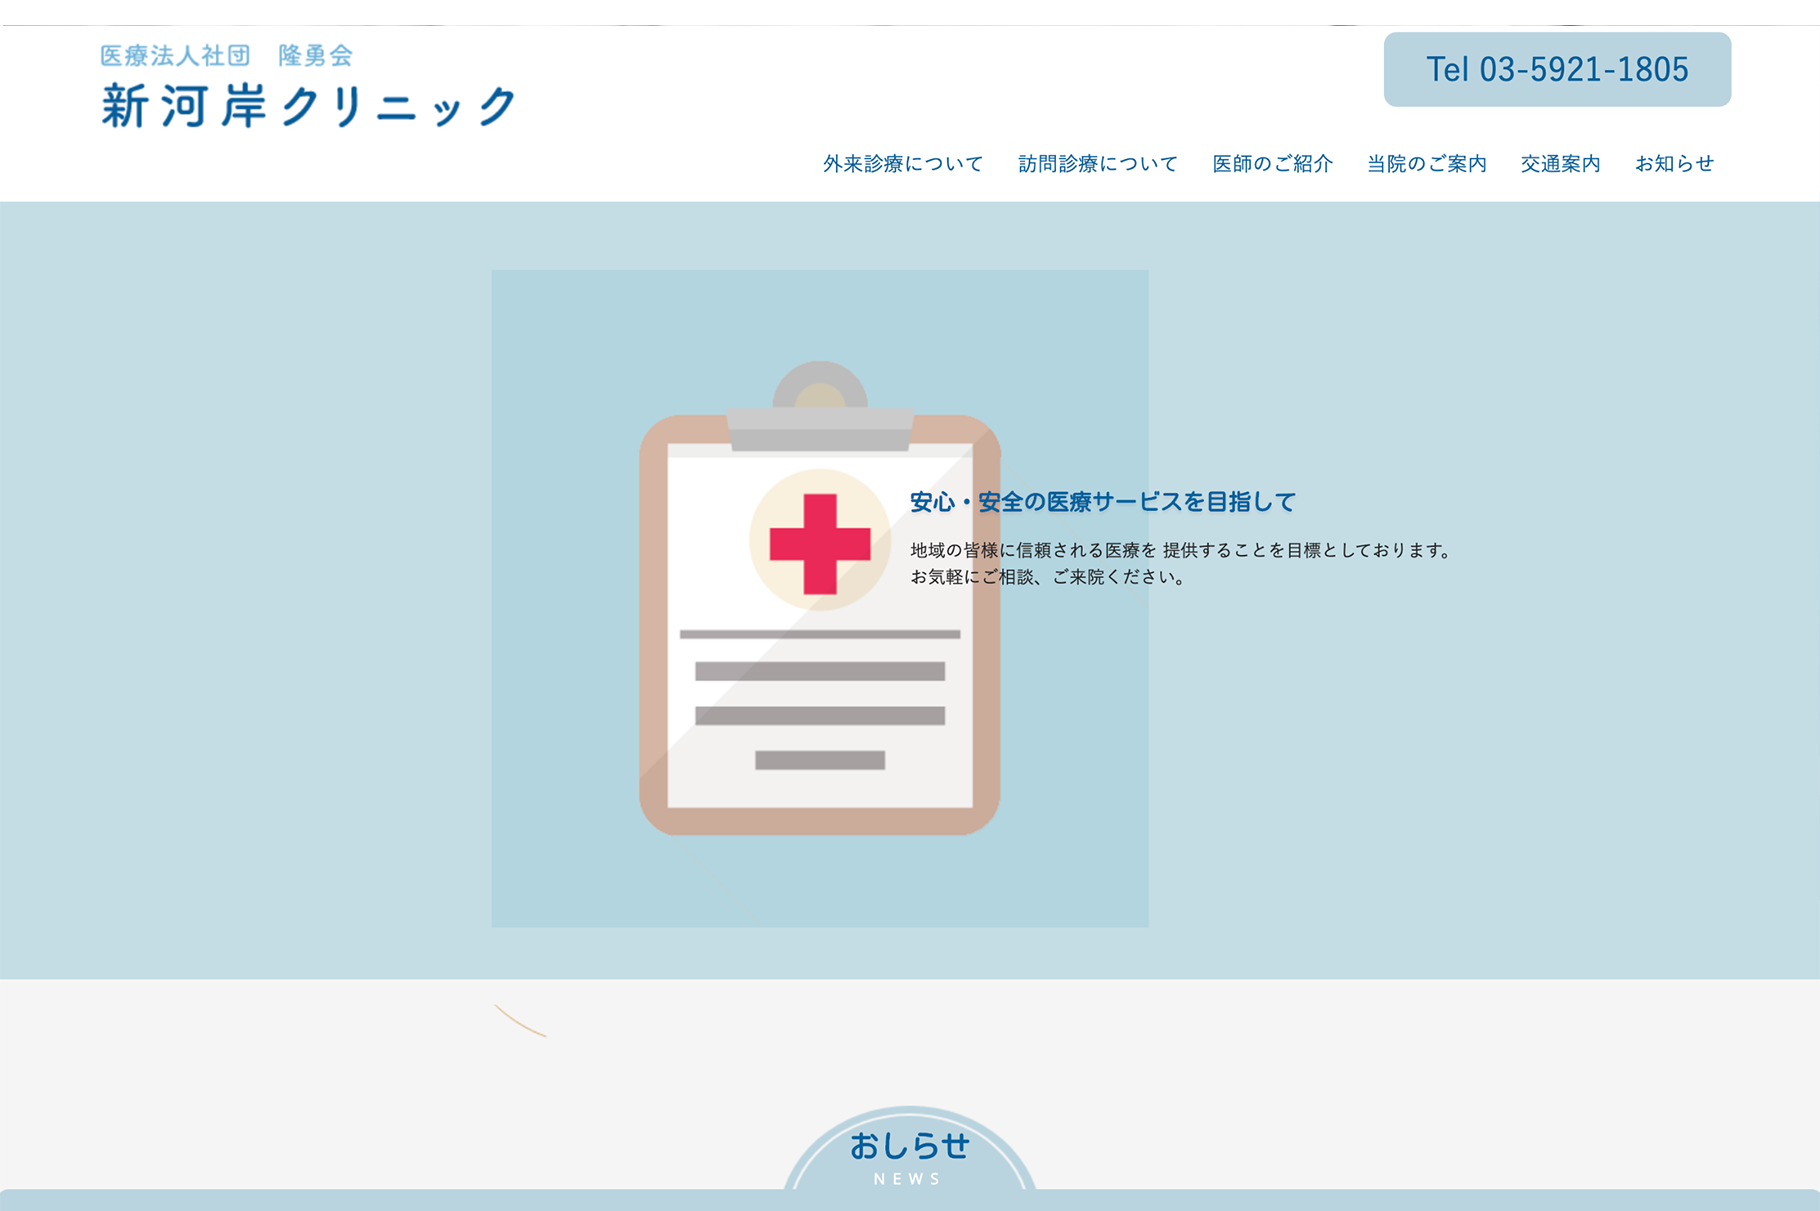 医療法人社団　隆勇会
新河岸クリニック
Tel 03-5921-1805
外来診療について 訪問診療について 医師のご紹介 当院のご案内 交通案内 お知らせ
安心・安全の医療サービスを目指して
地域の皆様に信頼される医療を 提供することを目標としております。
お気軽にご相談、ご来院ください。
おしらせ
NEWS